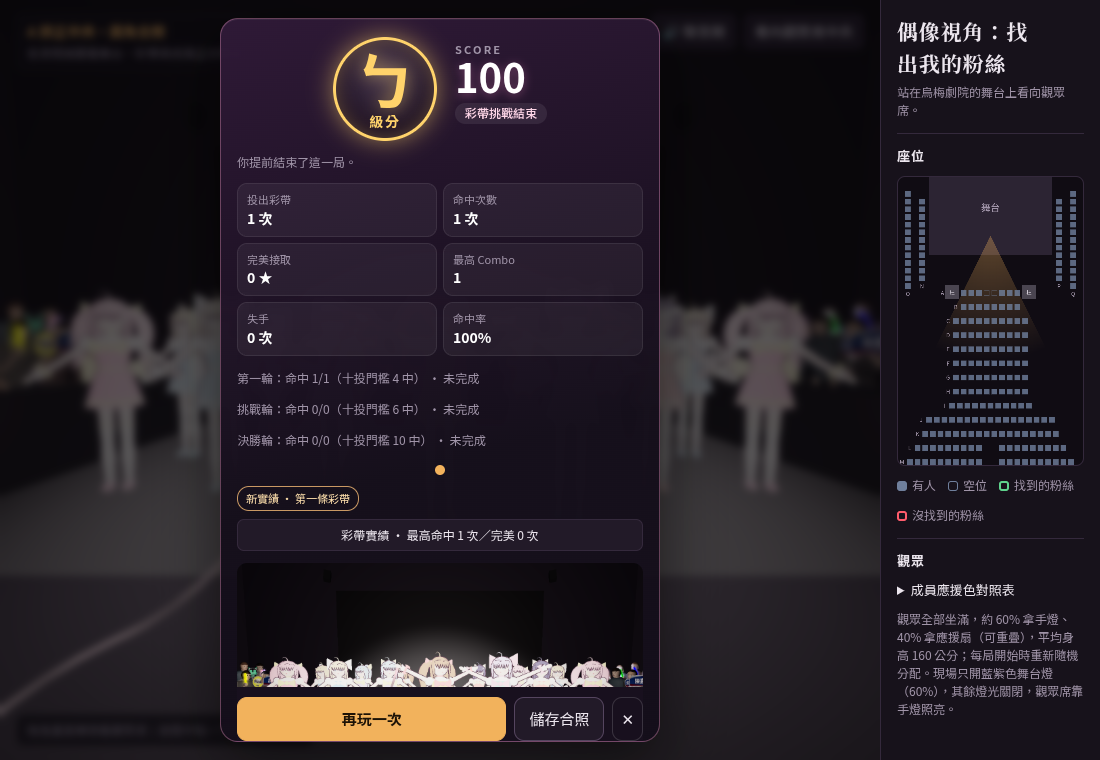 ㄅ
級分
SCORE
100
彩帶挑戰結束
你提前結束了這一局。
投出彩帶
1 次
命中次數
1 次
完美接取
0 ★
最高 Combo
1
失手
0 次
命中率
100%
第一輪：命中 1/1（十投門檻 4 中） · 未完成
挑戰輪：命中 0/0（十投門檻 6 中） · 未完成
決勝輪：命中 0/0（十投門檻 10 中） · 未完成
新實績 · 第一條彩帶
彩帶實績 · 最高命中 1 次／完美 0 次
再玩一次
儲存合照
✕
偶像視角：找
出我的粉絲
站在烏梅劇院的舞台上看向觀眾
席。
座位
舞台
有人
空位
找到的粉絲
沒找到的粉絲
觀眾
▶ 成員應援色對照表
觀眾全部坐滿，約 60% 拿手燈、
40% 拿應援扇（可重疊），平均身
高 160 公分；每局開始時重新隨機
分配。現場只開藍紫色舞台燈
（60%），其餘燈光關閉，觀眾席靠
手燈照亮。